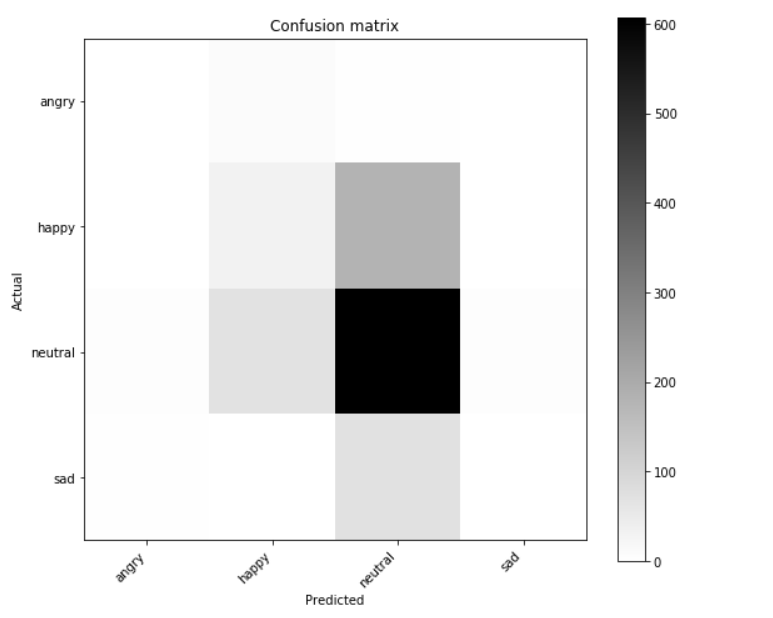 Confusion matrix
Actual
angry
happy
neutral
sad
angry
happy
neutral
sad
Predicted
600
500
400
300
200
100
0